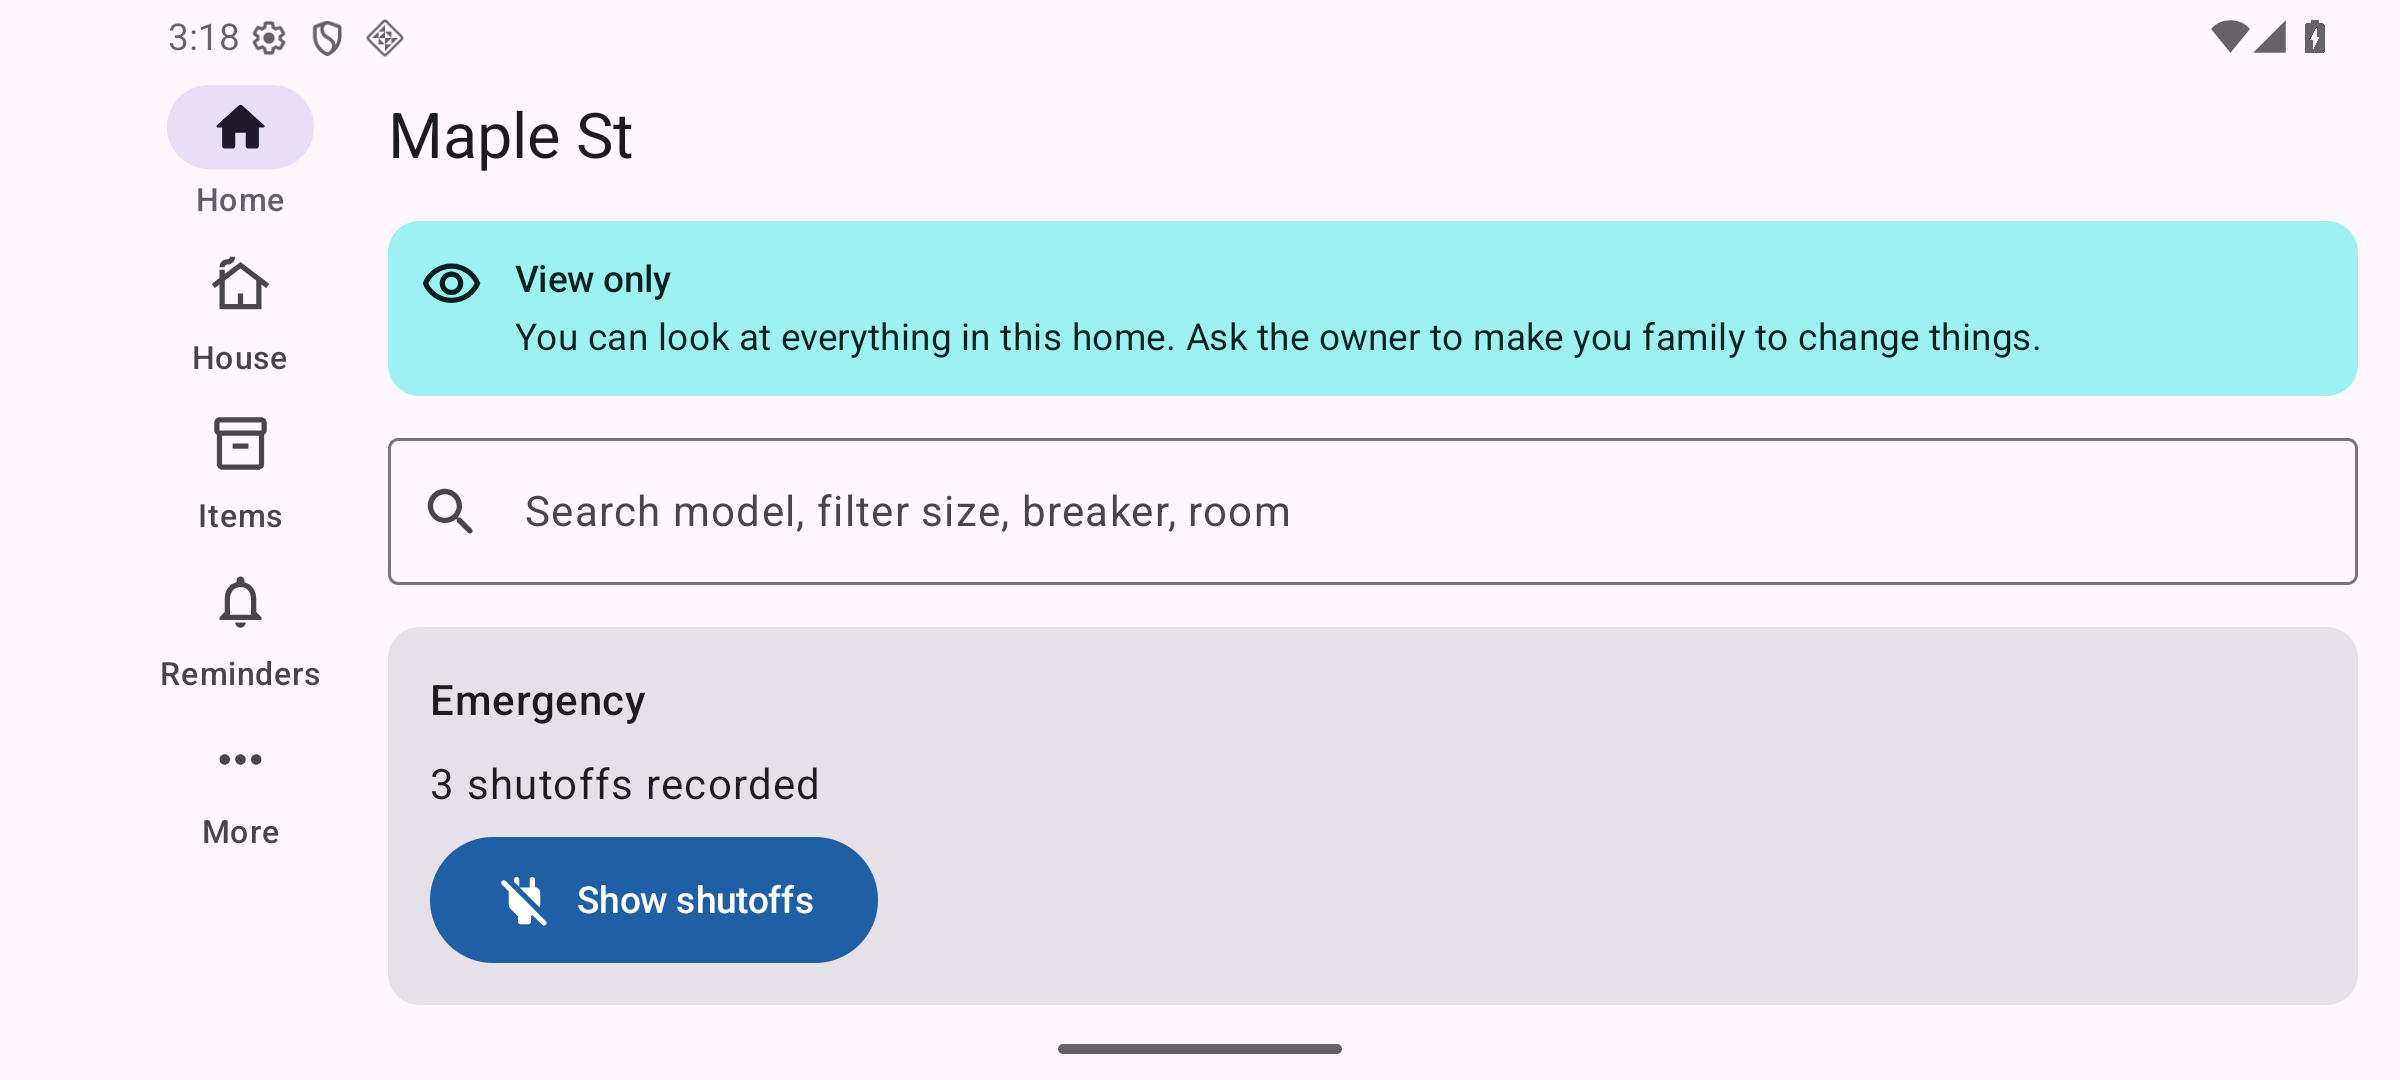 3:18
Home
House
Items
Reminders
More
Maple St
View only
You can look at everything in this home. Ask the owner to make you family to change things.
Search model, filter size, breaker, room
Emergency
3 shutoffs recorded
Show shutoffs